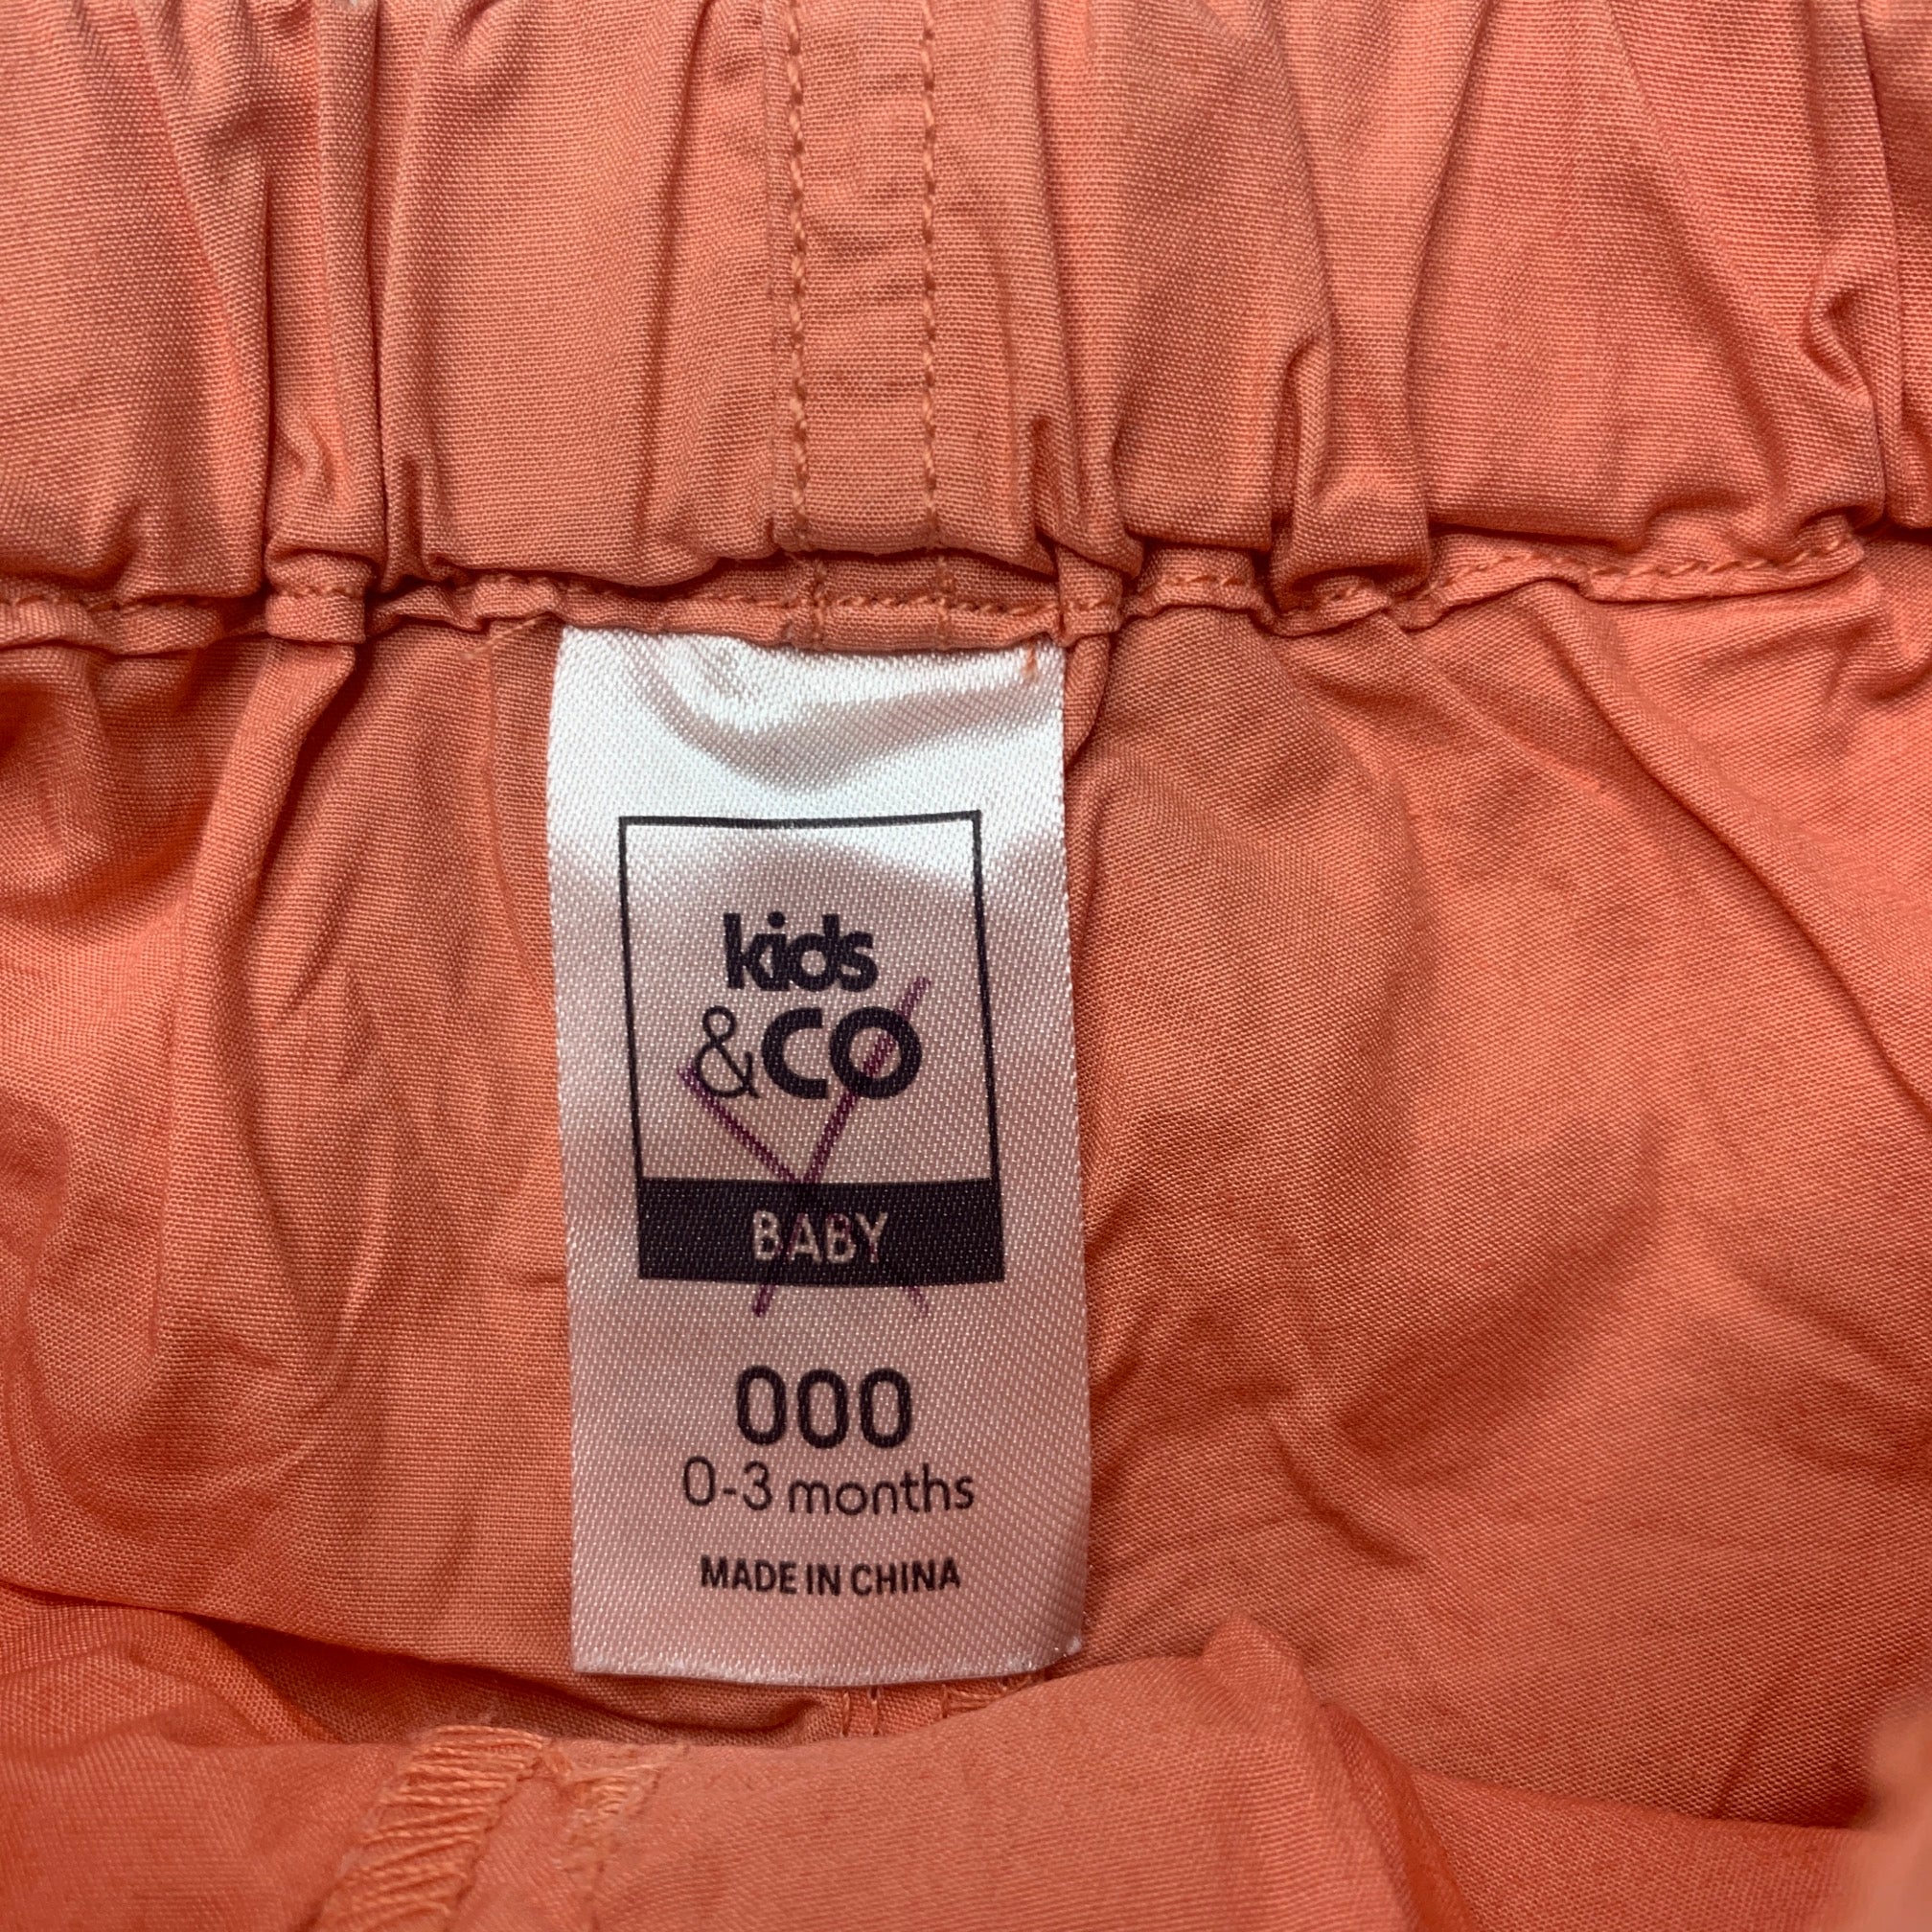 kids
&CO
BABY
000
0-3 months
MADE IN CHINA